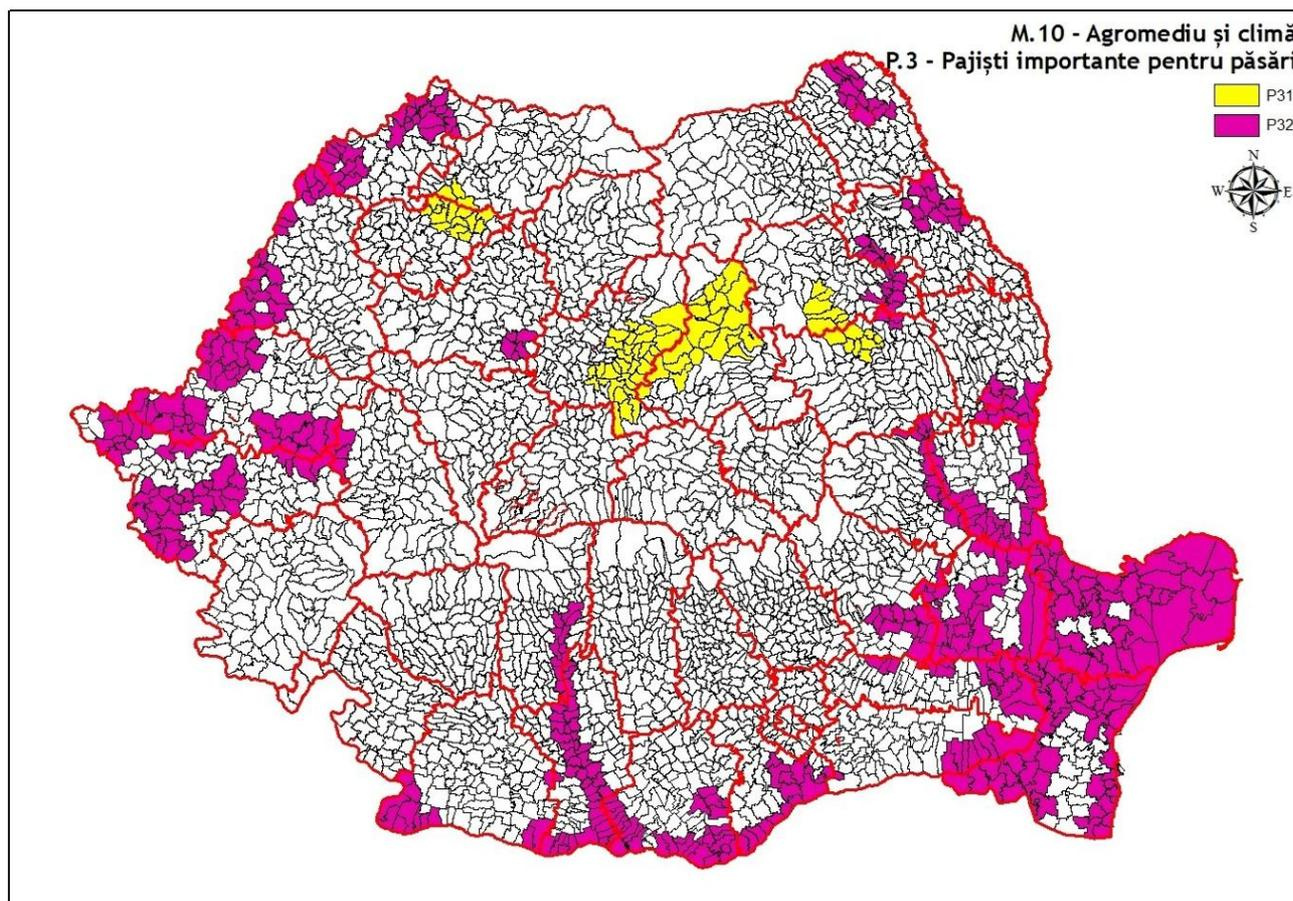 M.10 - Agromediu și climă
P.3 - Pajiști importante pentru păsări
P31
P32
N
W E
S